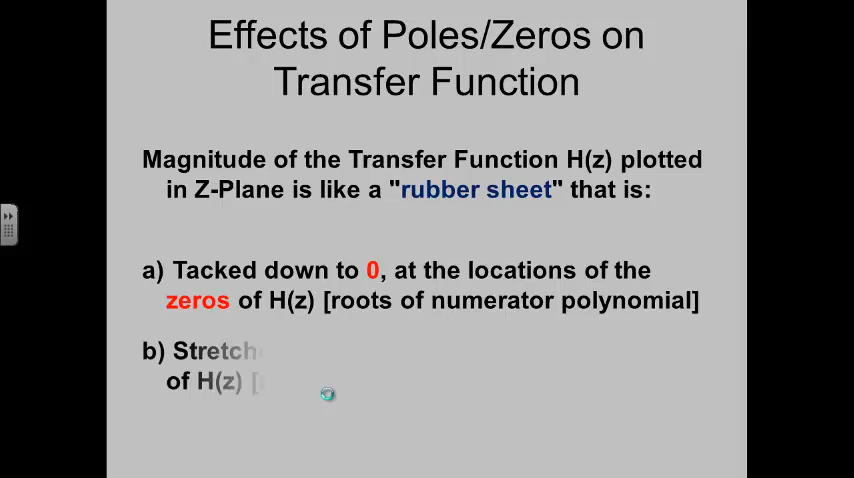 Effects of Poles/Zeros on
Transfer Function
Magnitude of the Transfer Function H(z) plotted
in Z-Plane is like a "rubber sheet" that is:
a) Tacked down to 0, at the locations of the
zeros of H(z) [roots of numerator polynomial]
b)
of H(z) [